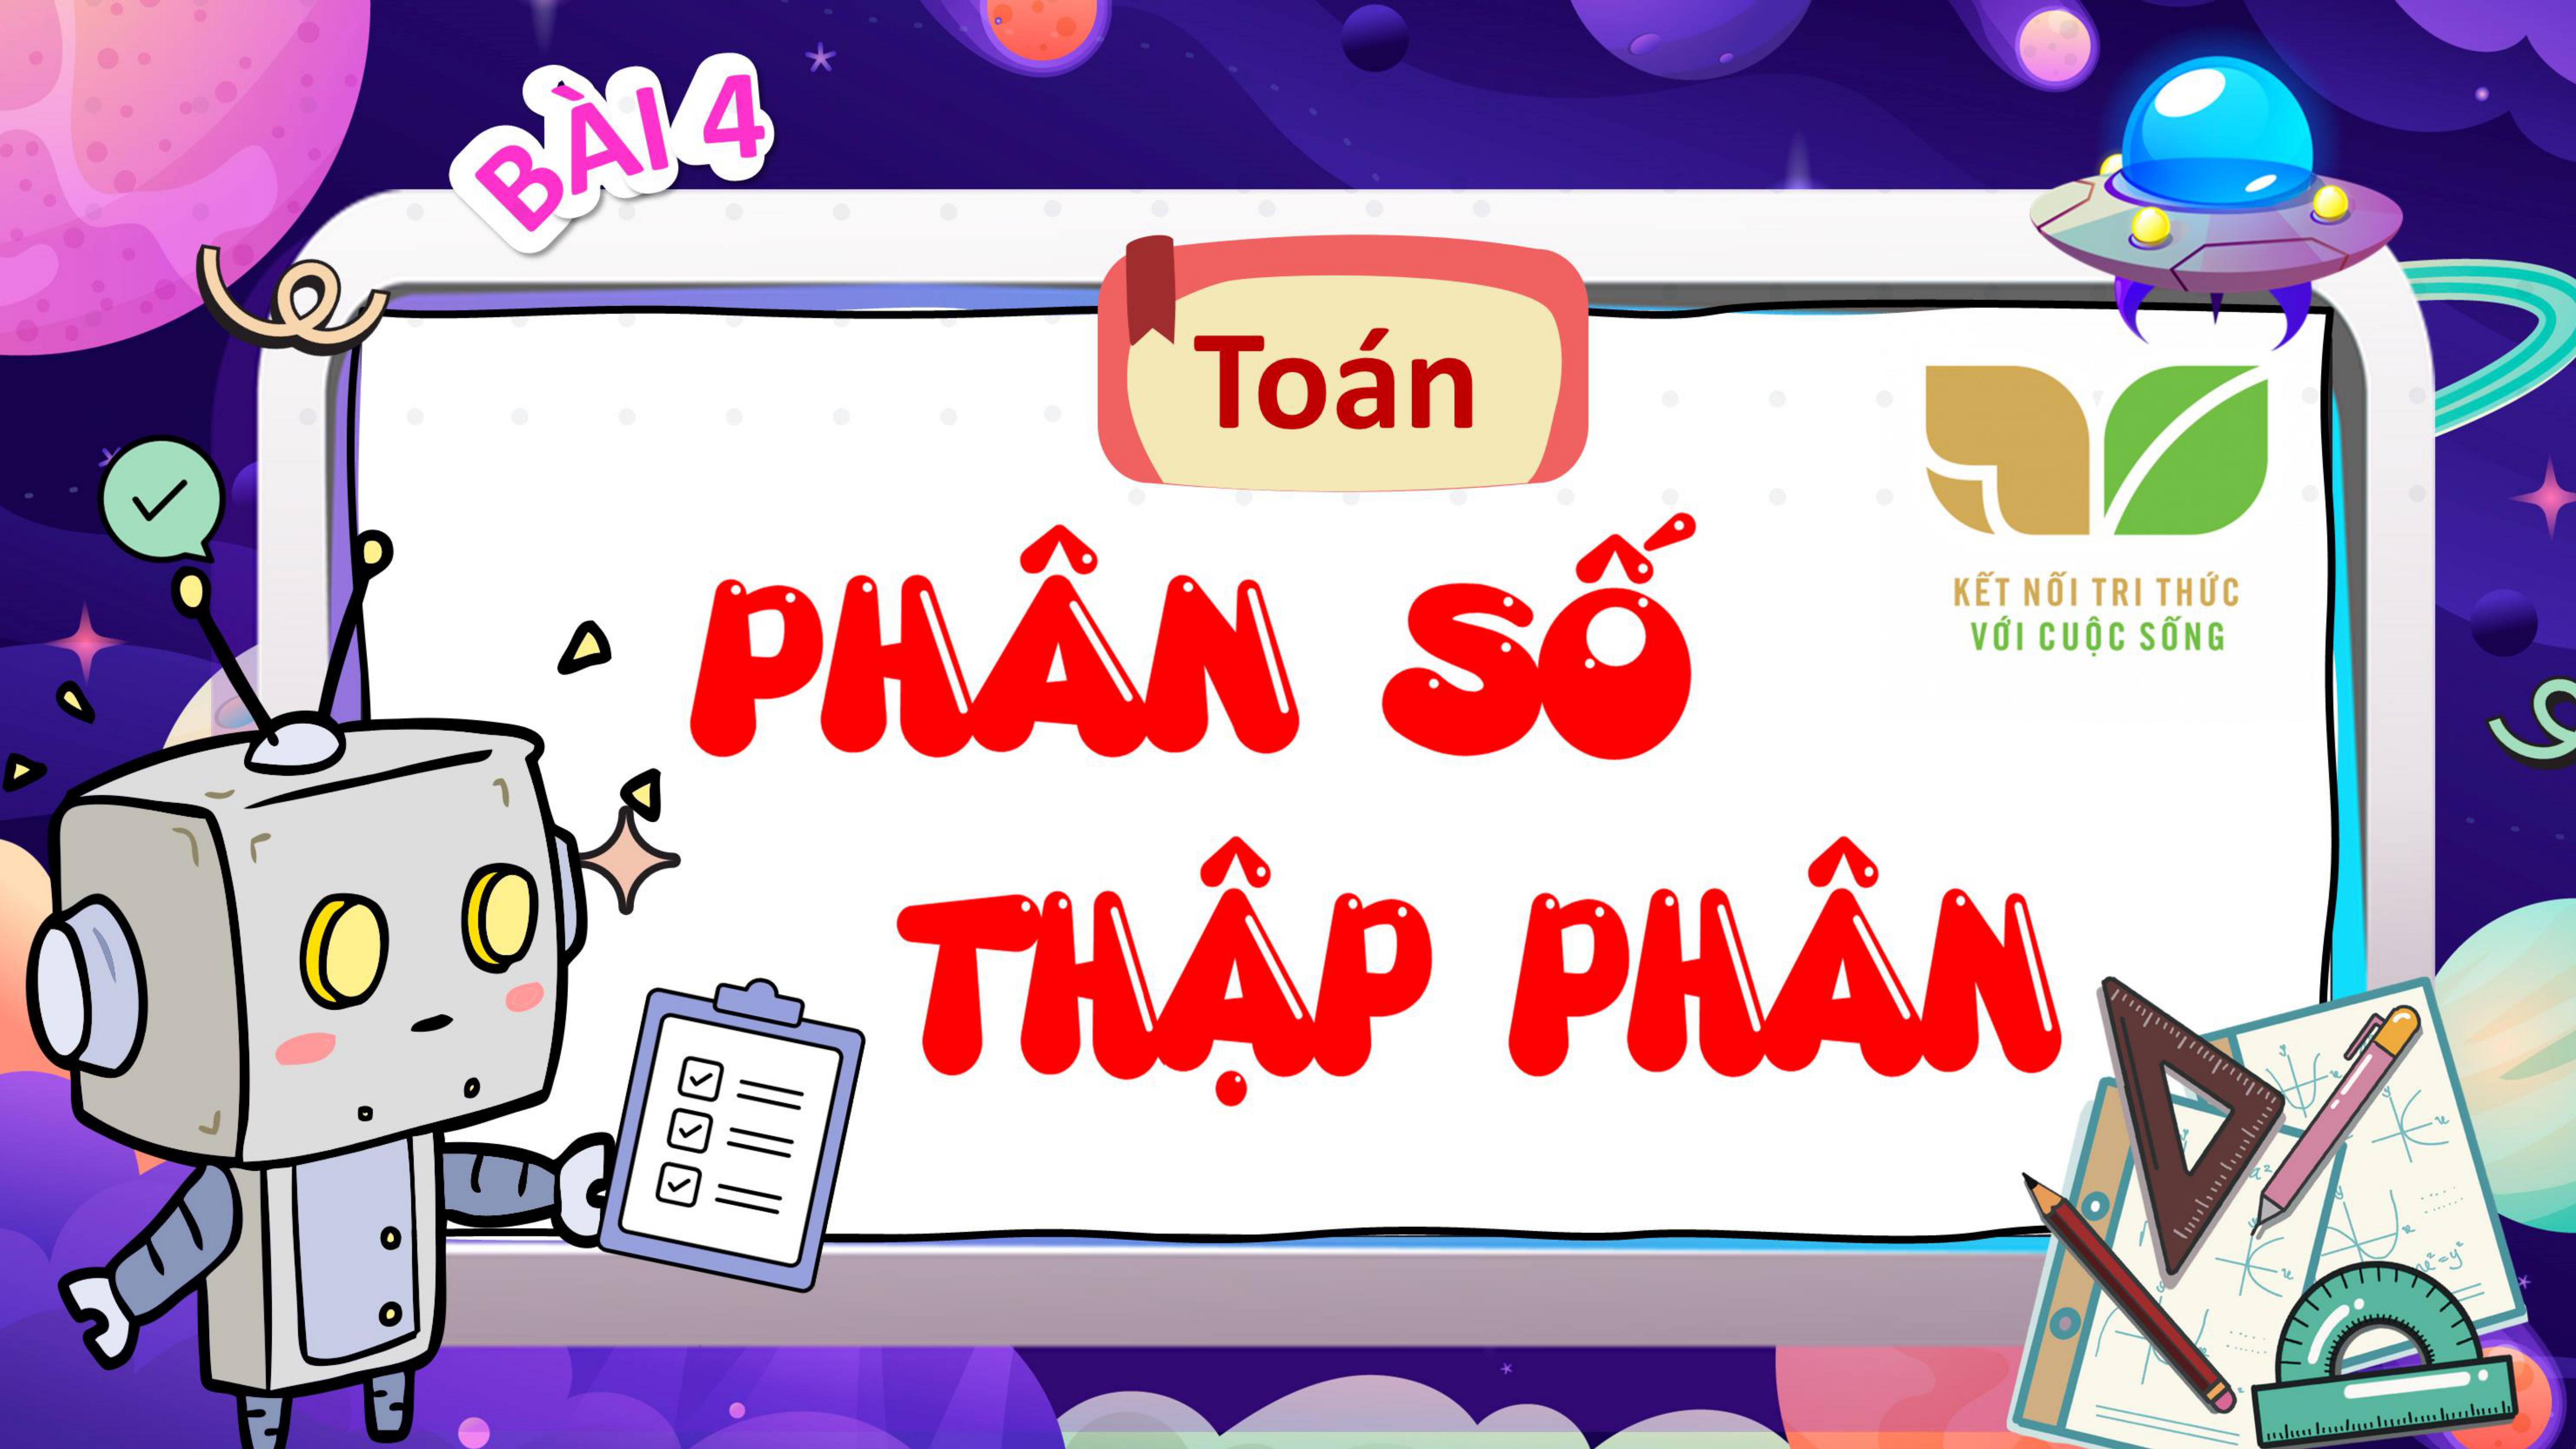 BÀI 4
Toán
PHÂN SỐ
KẾT NỐI TRI THỨC
VỚI CUỘC SỐNG
THẬP PHÂN